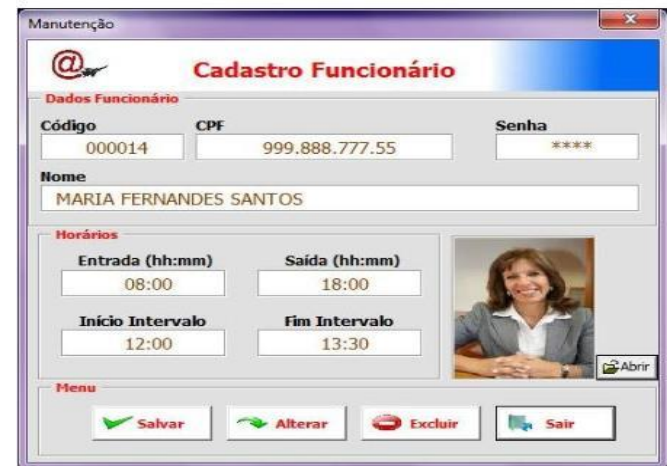 Manutenção
Cadastro Funcionário
Dados Funcionário
Código CPF Senha
000014 999.888.777.55 ****
Nome
MARIA FERNANDES SANTOS
Horários
Entrada (hh:mm) Saída (hh:mm)
08:00 18:00
Início Intervalo Fim Intervalo
12:00 13:30
Abrir
Menu
Salvar Alterar Excluir Sair